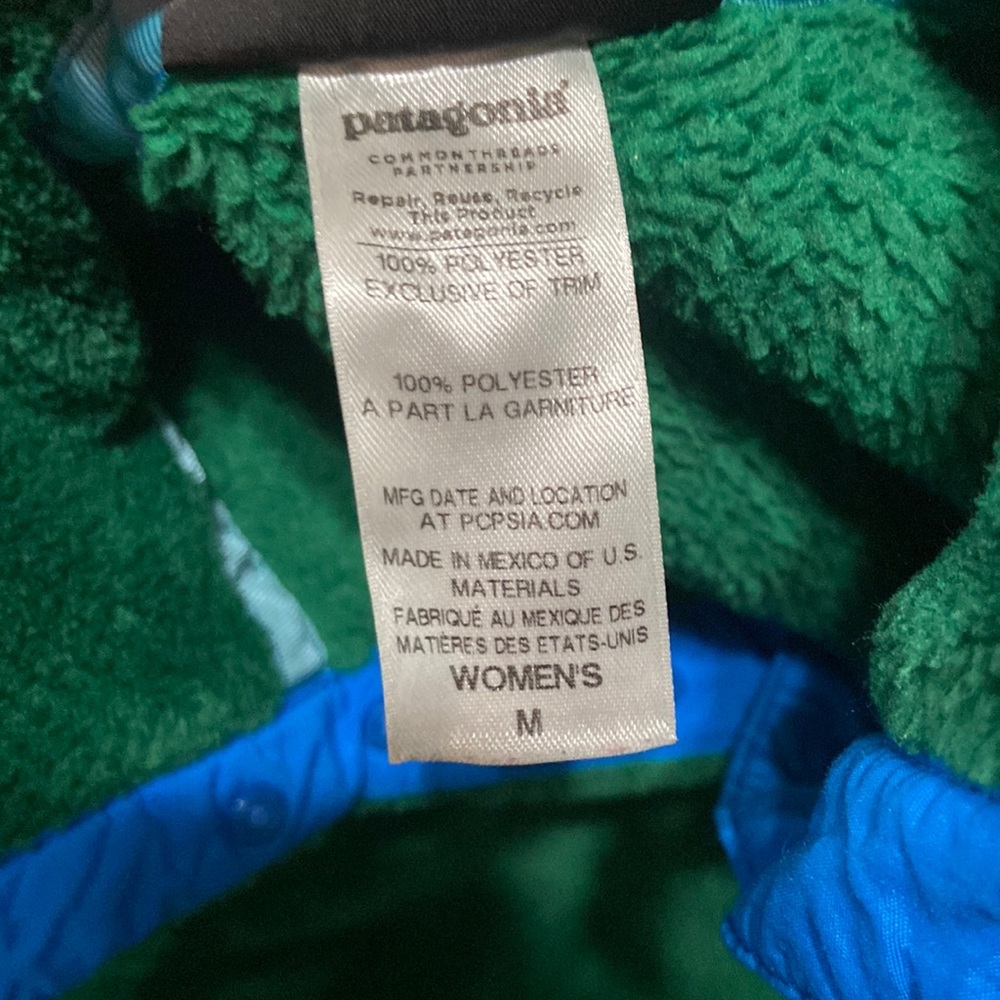 patagonia®
COMMON THREADS
PARTNERSHIP
Repair, Reuse, Recycle
This Product
www.patagonia.com
100% POLYESTER
EXCLUSIVE OF TRIM
100% POLYESTER
A PART LA GARNITURE
MFG DATE AND LOCATION
AT PCPSIA.COM
MADE IN MEXICO OF U.S.
MATERIALS
FABRIQUÉ AU MEXIQUE DES
MATIÈRES DES ETATS-UNIS
WOMEN'S
M